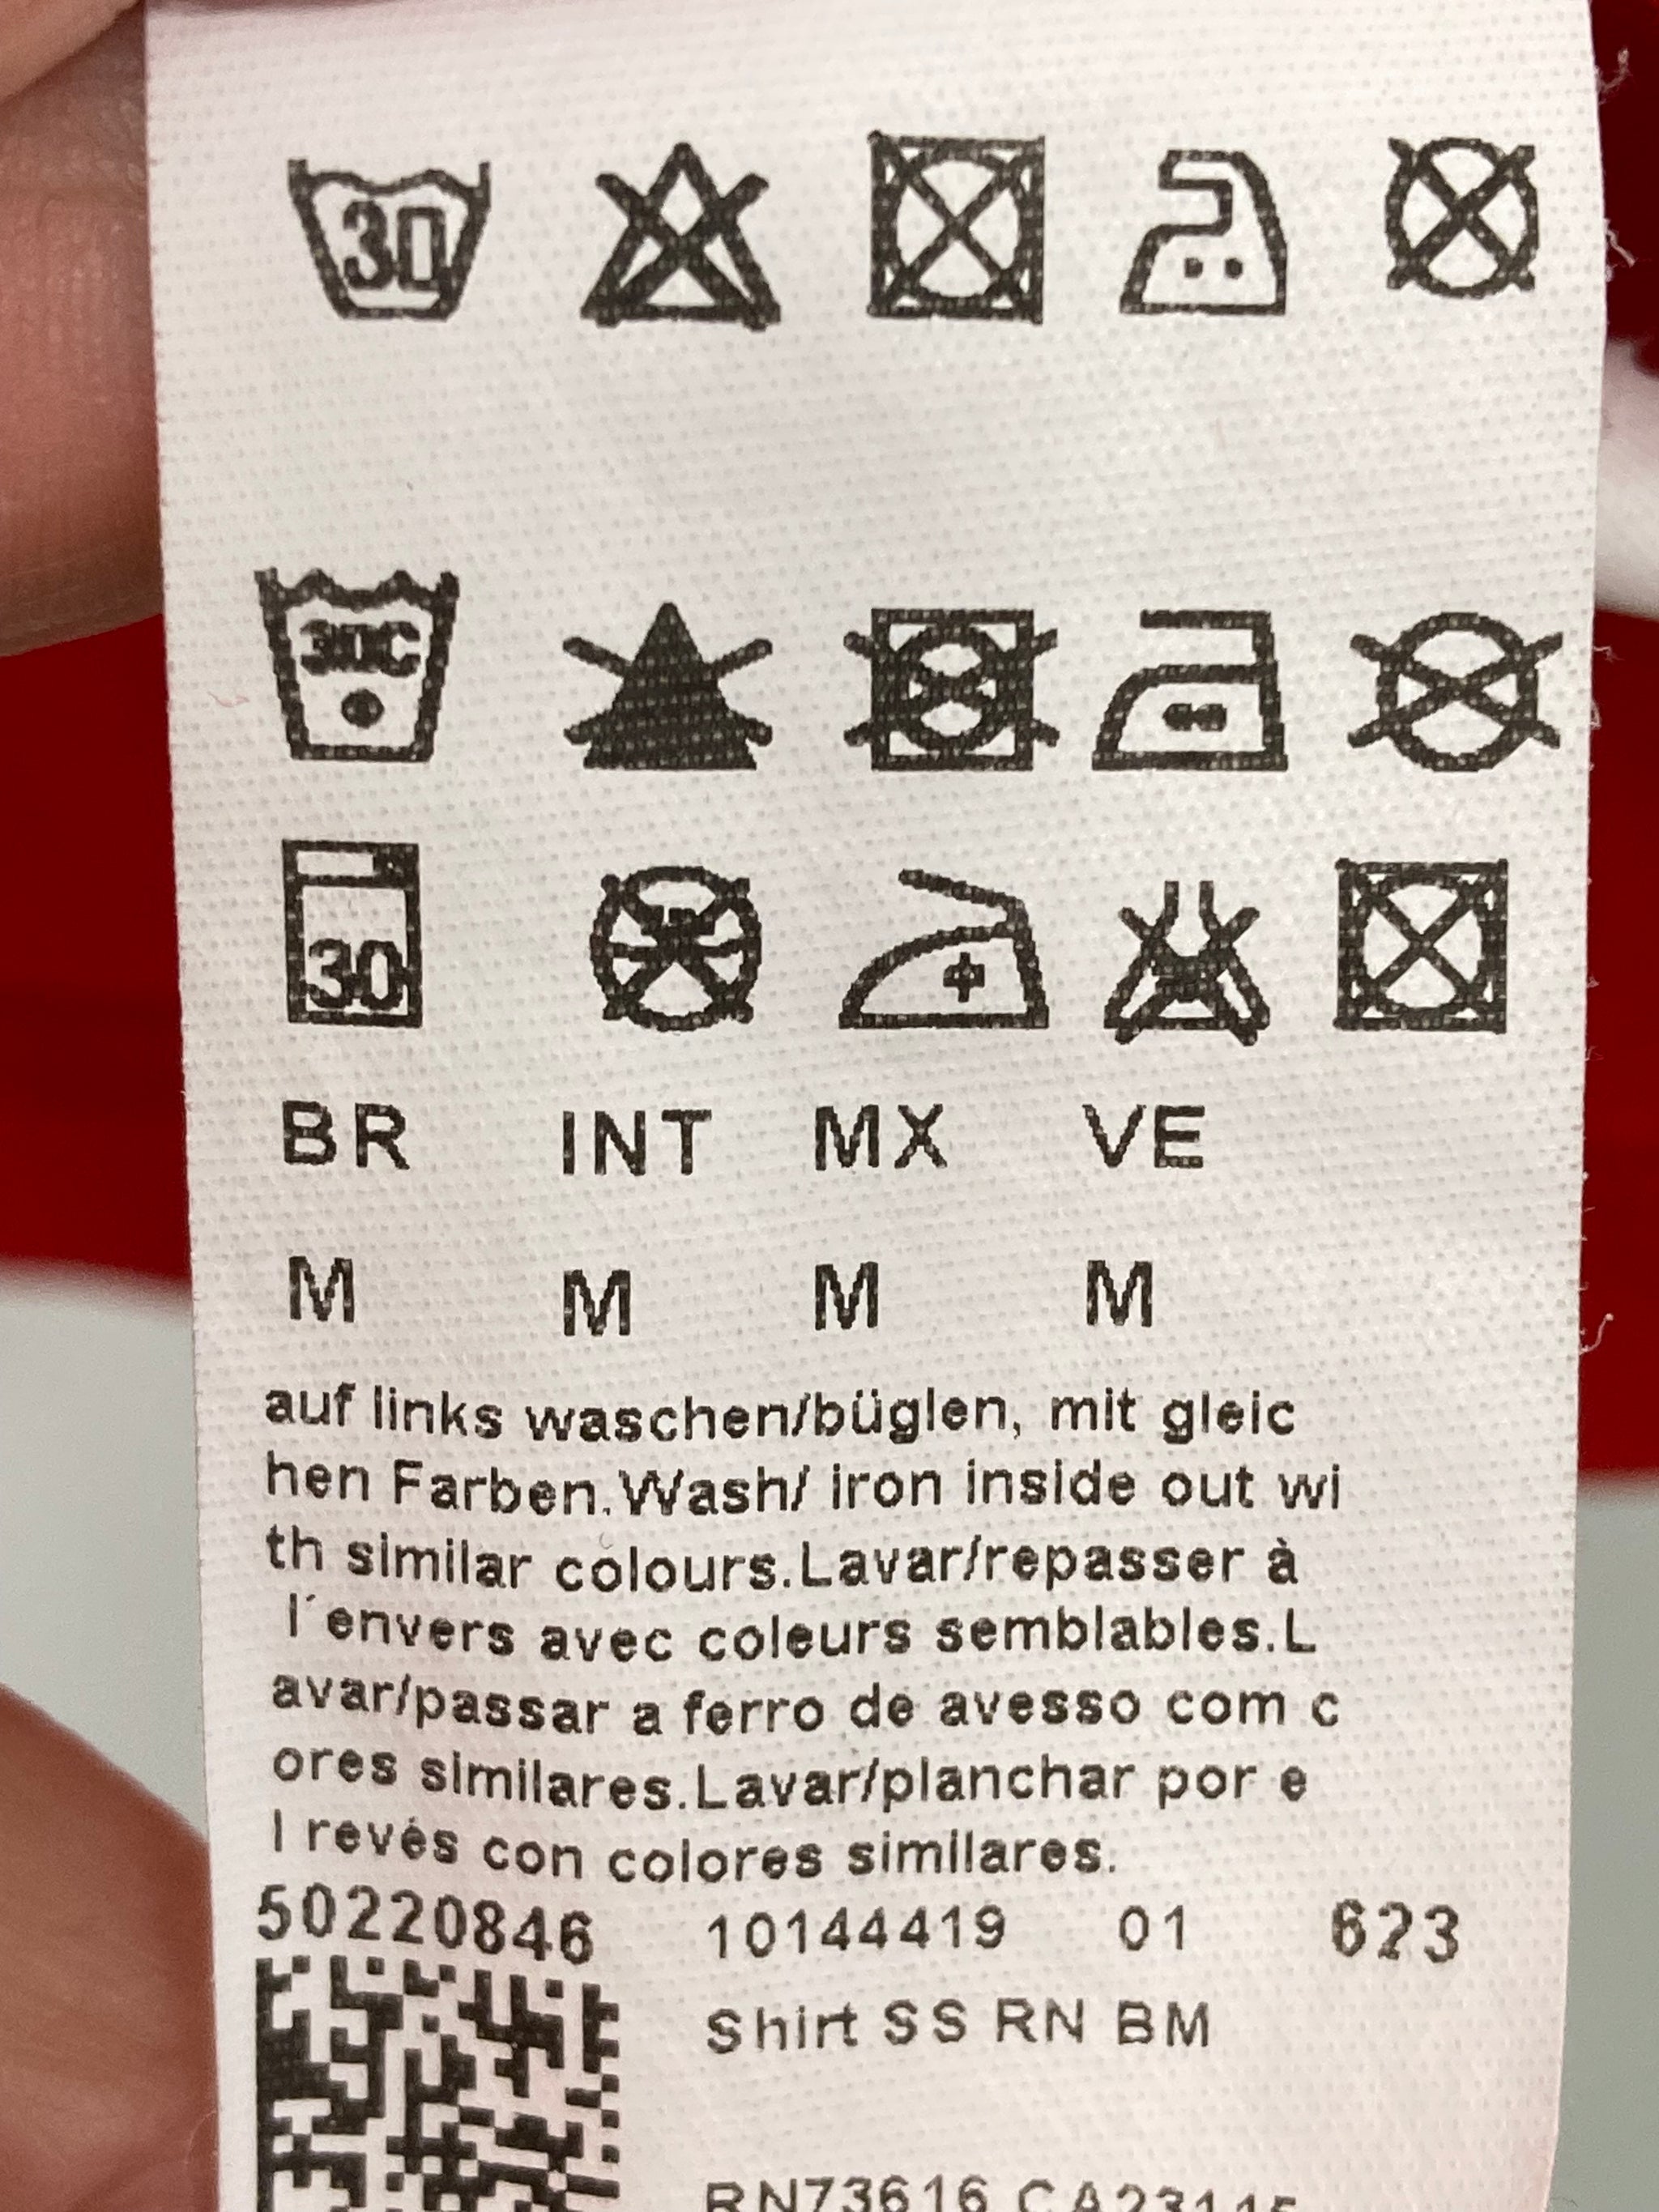 30
30C
30
BR INT MX VE
M M M M
auf links waschen/büglen, mit gleic
hen Farben.Wash/ iron inside out wi
th similar colours.Lavar/repasser à
l´envers avec coleurs semblables.L
avar/passar a ferro de avesso com c
ores similares.Lavar/planchar por e
l revés con colores similares.
50220846 10144419 01 623
Shirt SS RN BM
RN73616